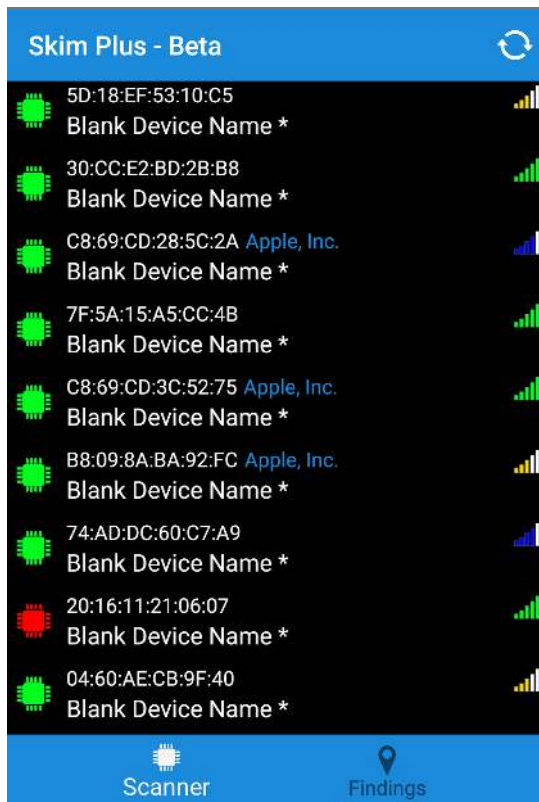 Skim Plus - Beta
5D:18:EF:53:10:C5
Blank Device Name *
30:CC:E2:BD:2B:B8
Blank Device Name *
C8:69:CD:28:5C:2A Apple, Inc.
Blank Device Name *
7F:5A:15:A5:CC:4B
Blank Device Name *
C8:69:CD:3C:52:75 Apple, Inc.
Blank Device Name *
B8:09:8A:BA:92:FC Apple, Inc.
Blank Device Name *
74:AD:DC:60:C7:A9
Blank Device Name *
20:16:11:21:06:07
Blank Device Name *
04:60:AE:CB:9F:40
Blank Device Name *
Scanner Findings